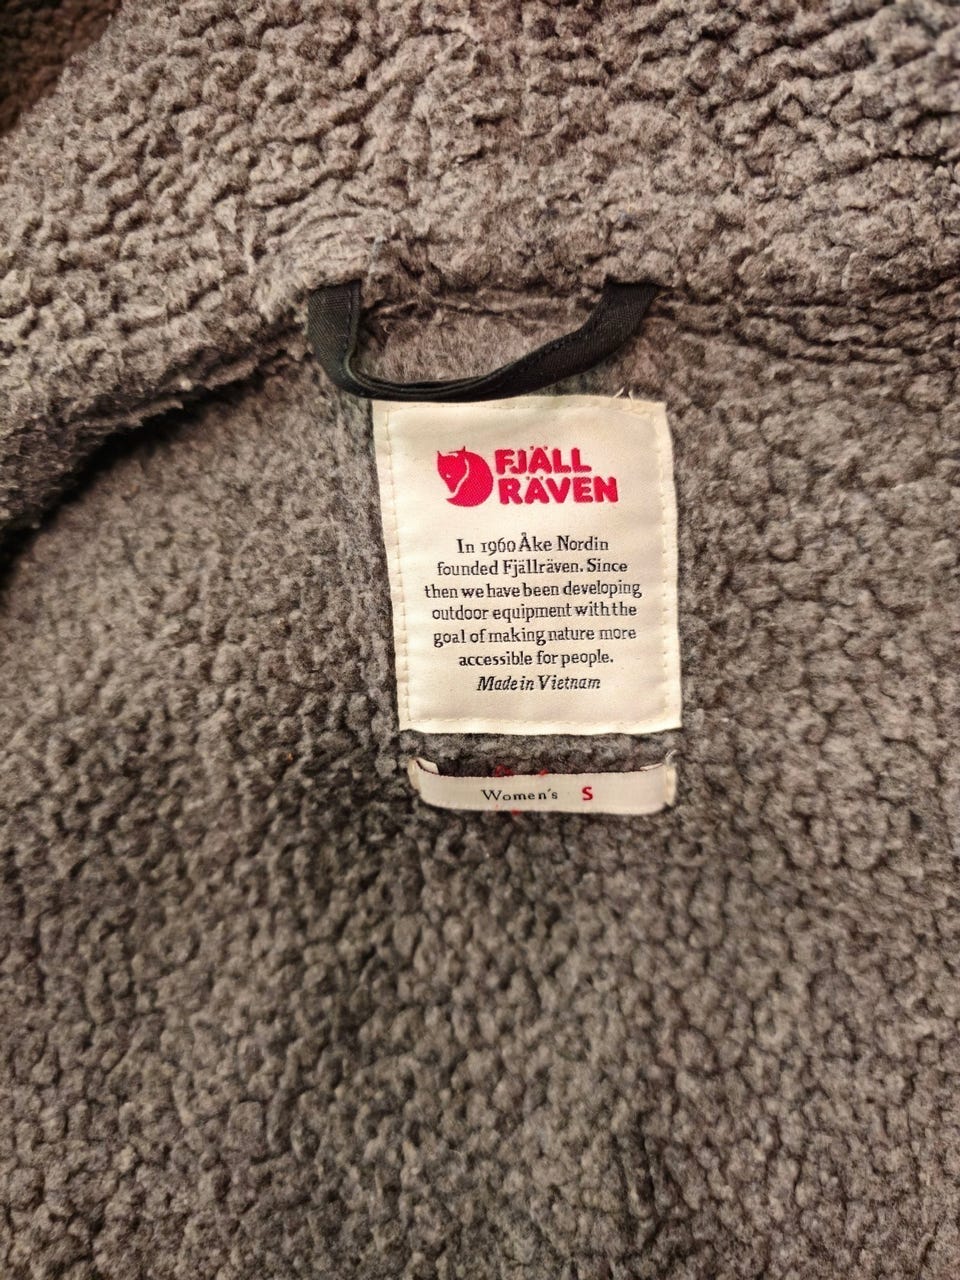 FJÄLL
RÄVEN
In 1960 Åke Nordin
founded Fjällräven. Since
then we have been developing
outdoor equipment with the
goal of making nature more
accessible for people.
Made in Vietnam
Women's S